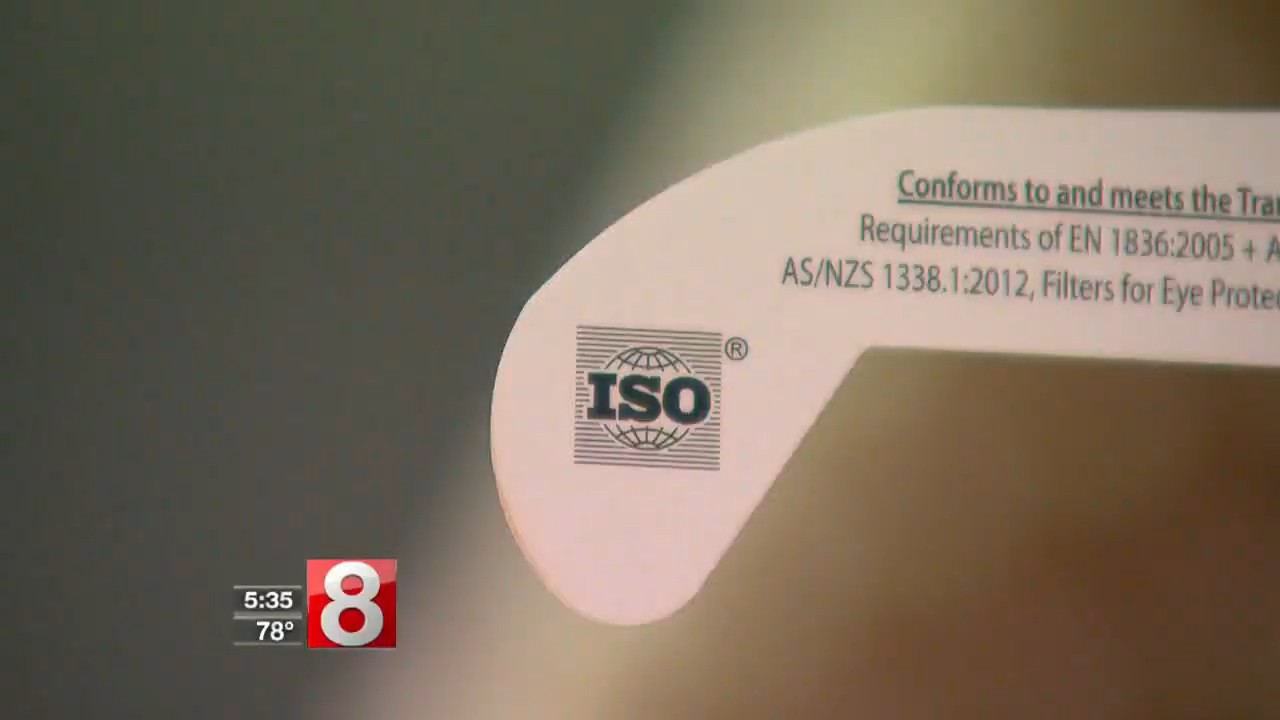 Conforms to and meets the Tra
Requirements of EN 1836:2005 + A
AS/NZS 1338.1:2012, Filters for Eye Prote
ISO ®
5:35
78°
8